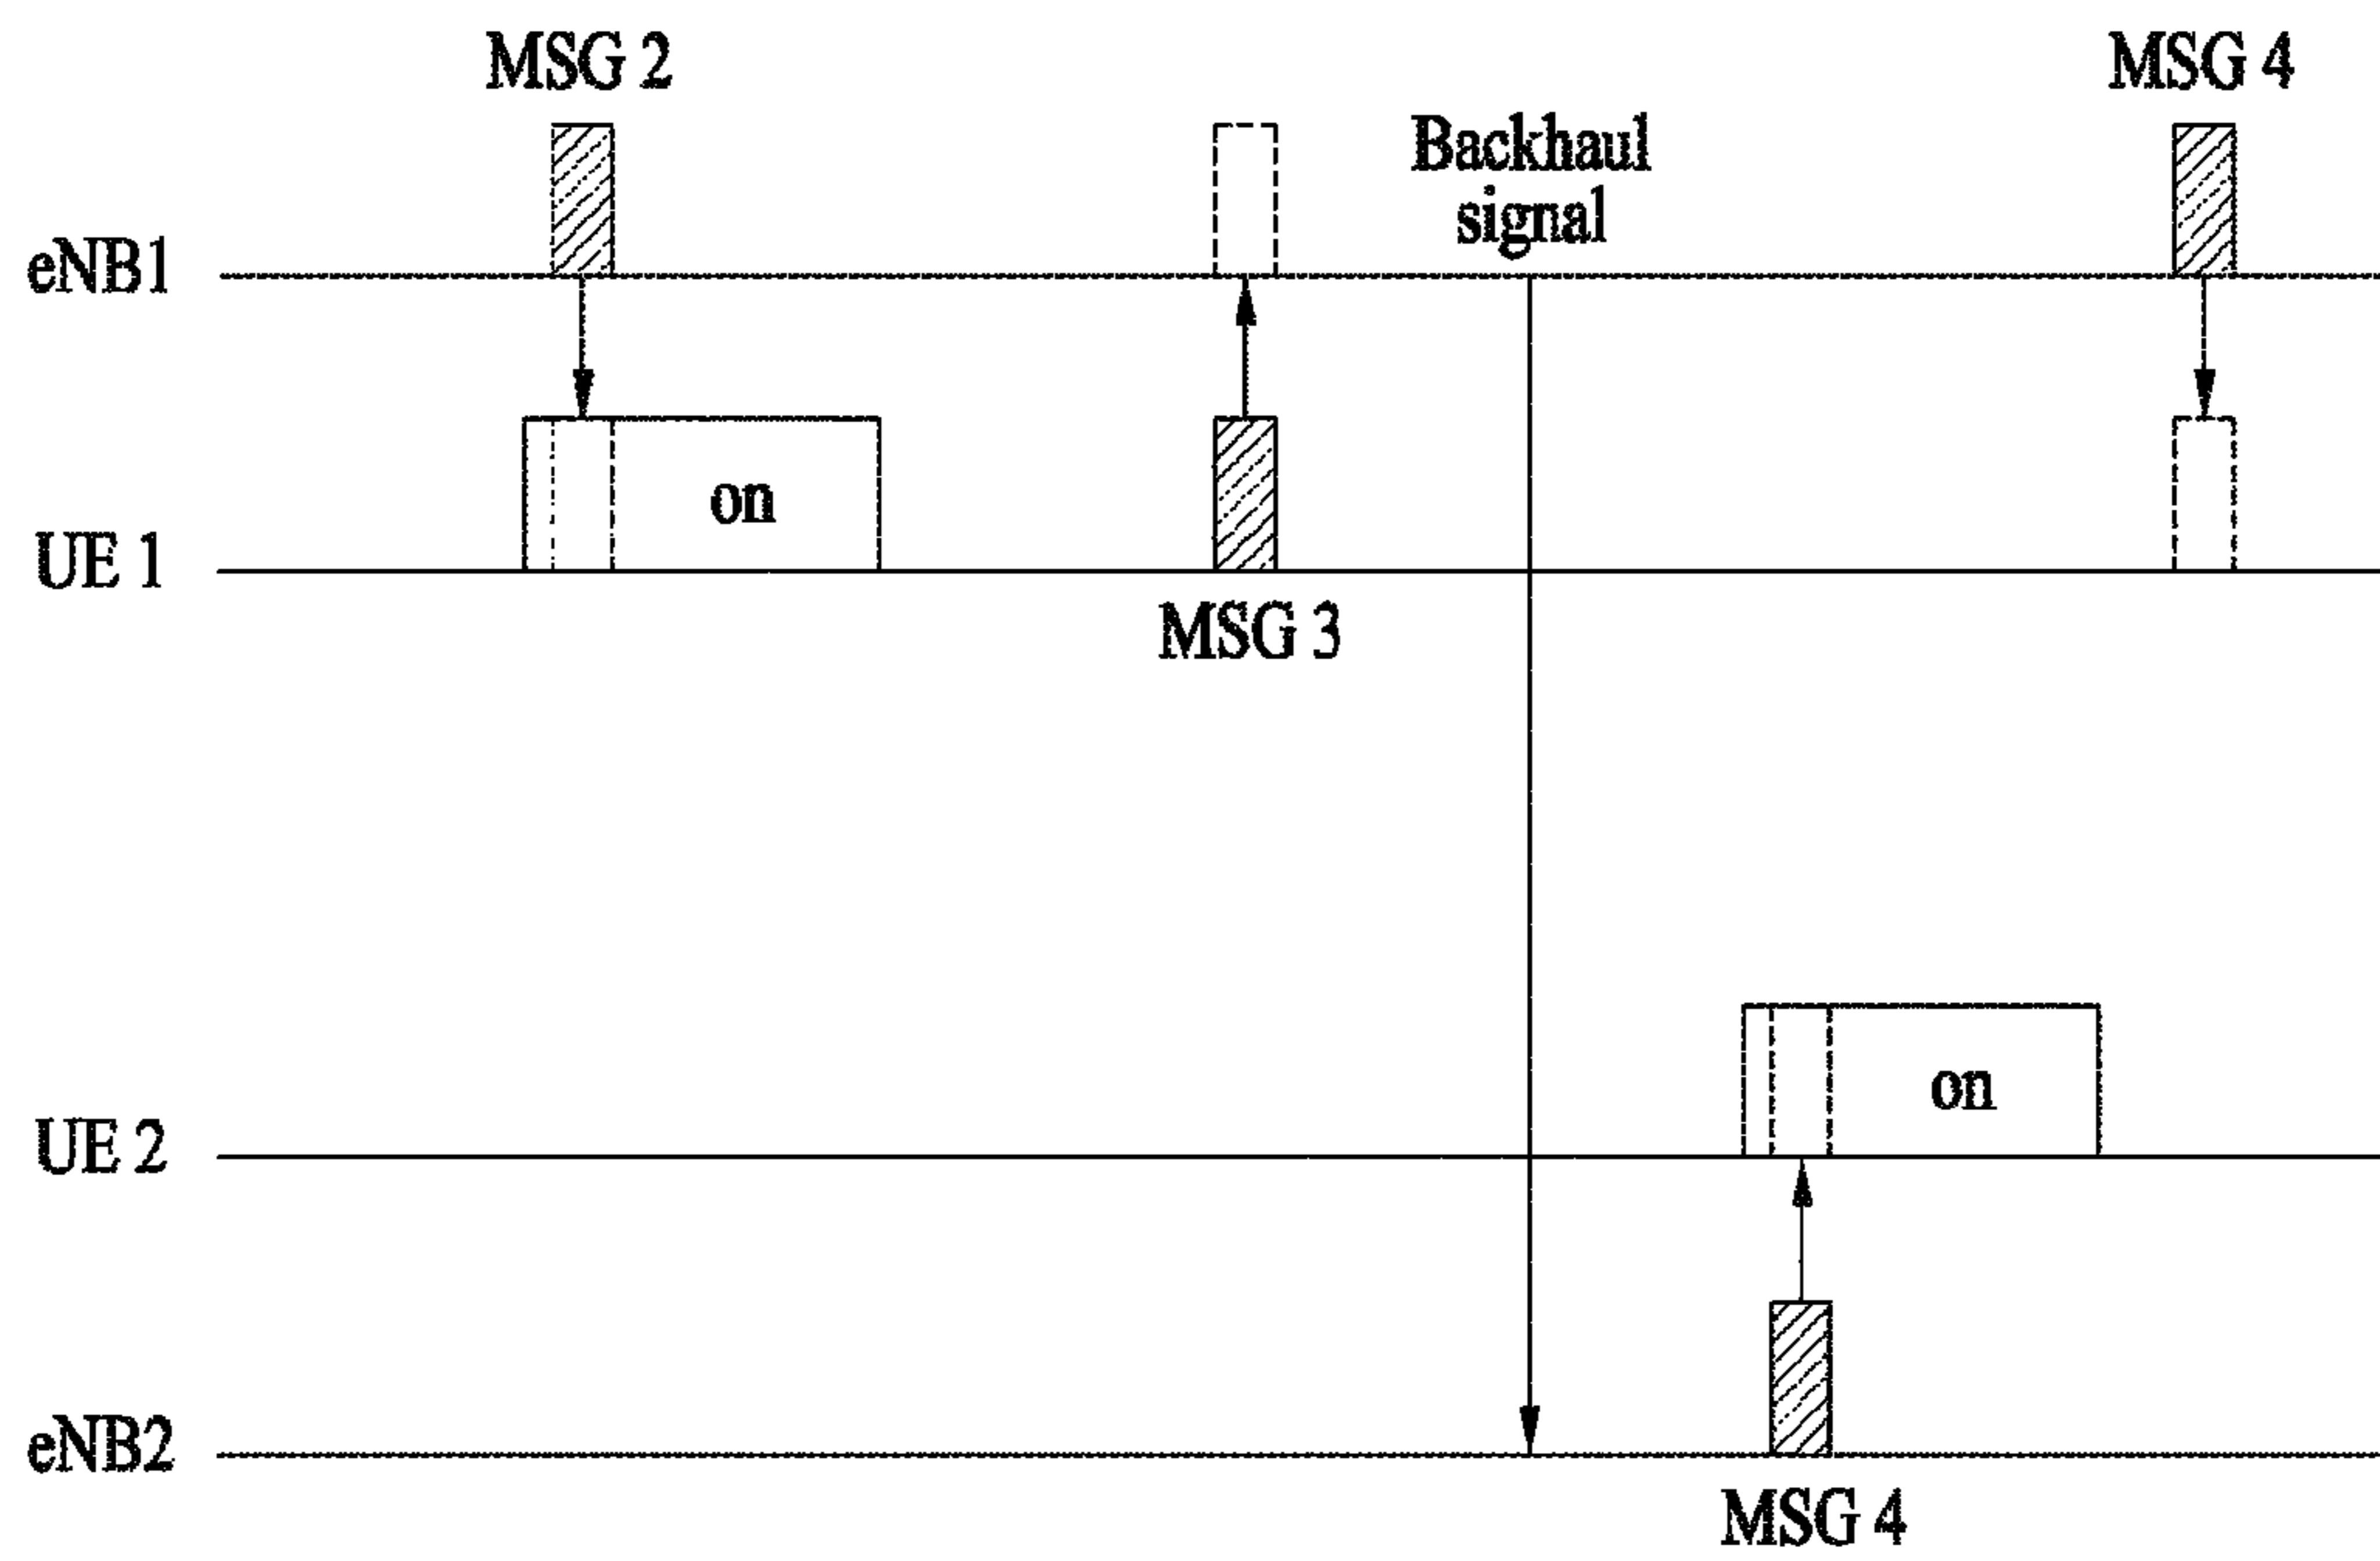 MSG 2
MSG 4
Backhaul
signal
eNB1
on
UE 1
MSG 3
on
UE 2
eNB2
MSG 4